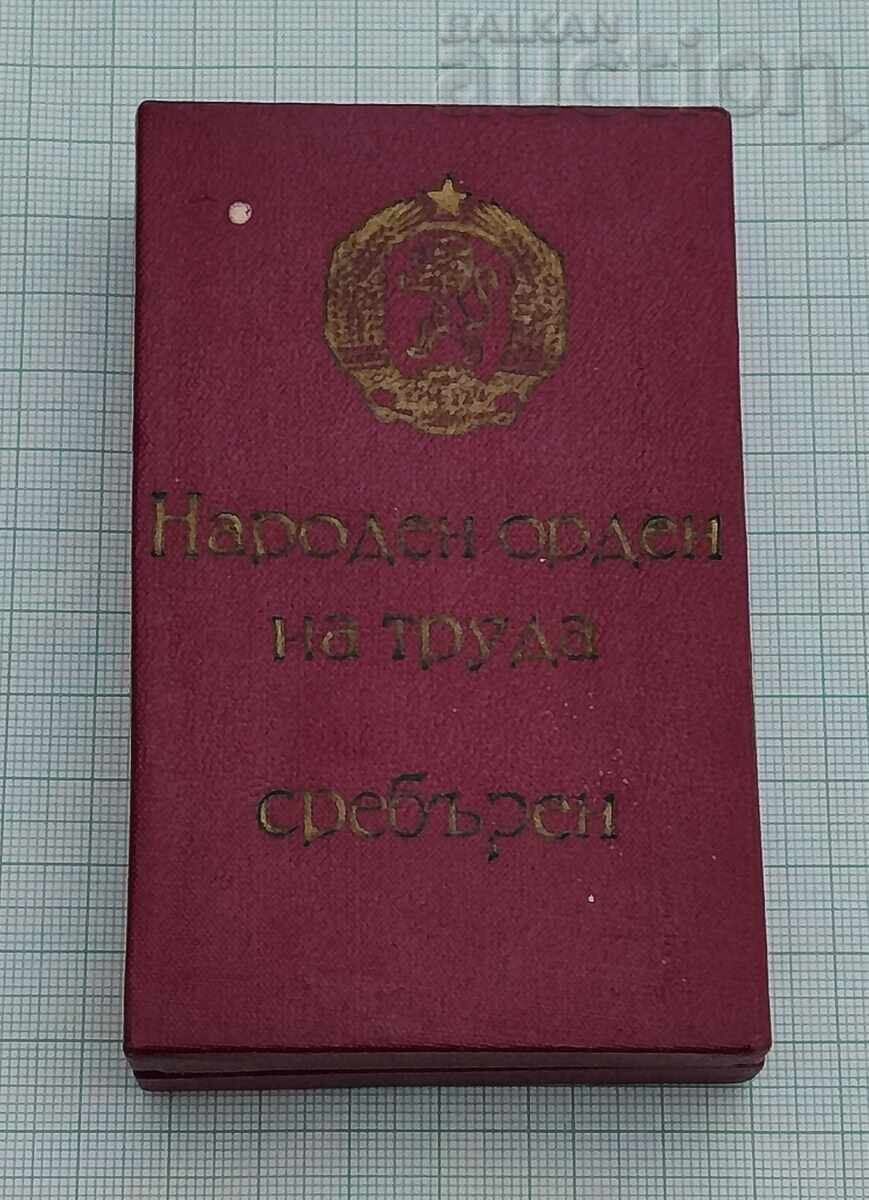 BALKAN
auction
Народен орден
на труда
сребърен